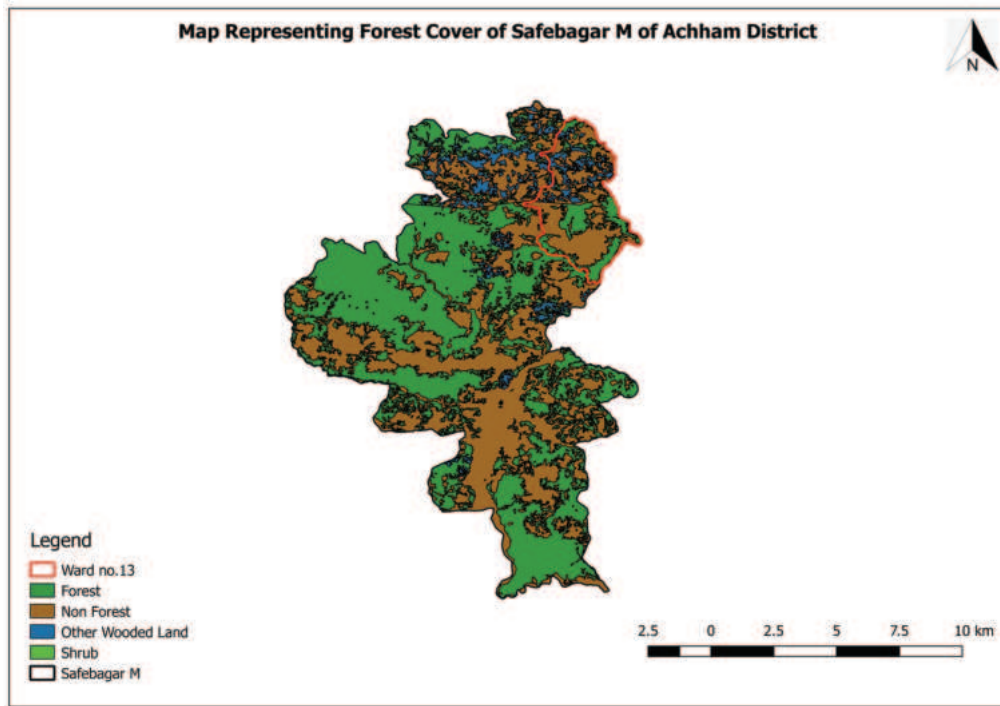 Map Representing Forest Cover of Safebagar M of Achham District
N
Legend
Ward no.13
Forest
Non Forest
Other Wooded Land
Shrub
Safebagar M
2.5 0 2.5 5 7.5 10 km